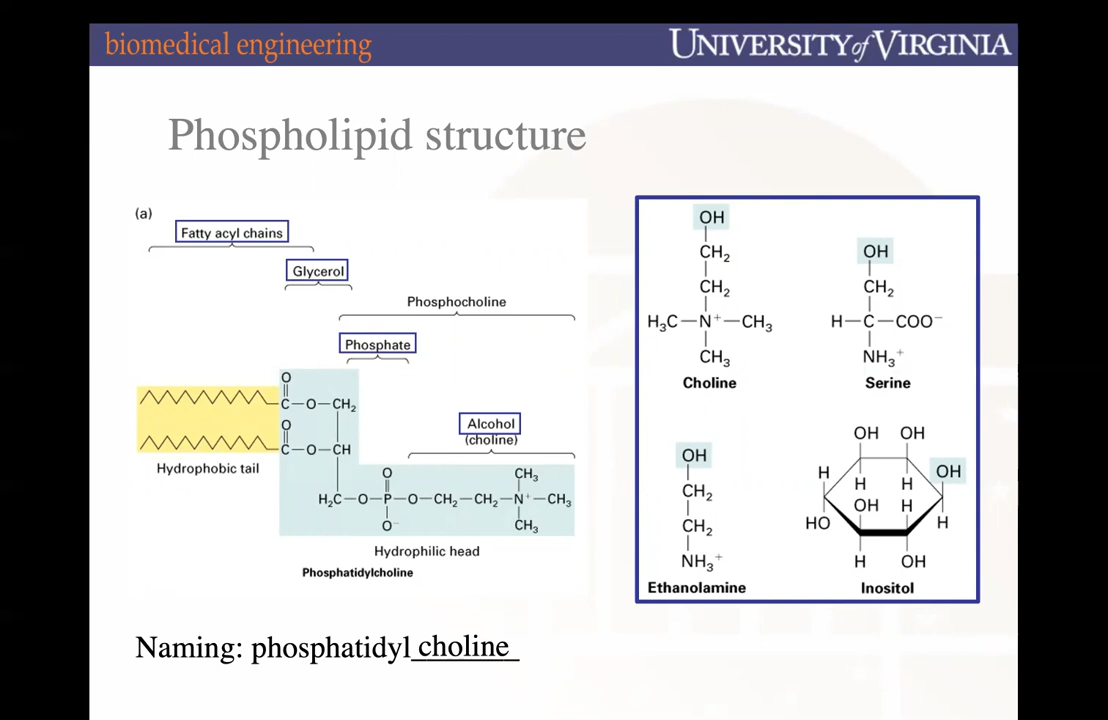 biomedical engineering
UNIVERSITY of VIRGINIA
Phospholipid structure
(a)
Fatty acyl chains
Glycerol
Phosphocholine
Phosphate
Alcohol
(choline)
O
C—O—CH₂
O
C—O—CH
Hydrophobic tail
O CH₃
H₂C—O—P—O—CH₂—CH₂—N⁺—CH₃
O⁻ CH₃
Hydrophilic head
Phosphatidylcholine
OH
CH₂
CH₂
H₃C—N⁺—CH₃
CH₃
Choline
OH
CH₂
H—C—COO⁻
NH₃⁺
Serine
OH
CH₂
CH₂
NH₃⁺
Ethanolamine
OH OH
H OH
H H
OH H
HO H
H OH
Inositol
Naming: phosphatidyl choline